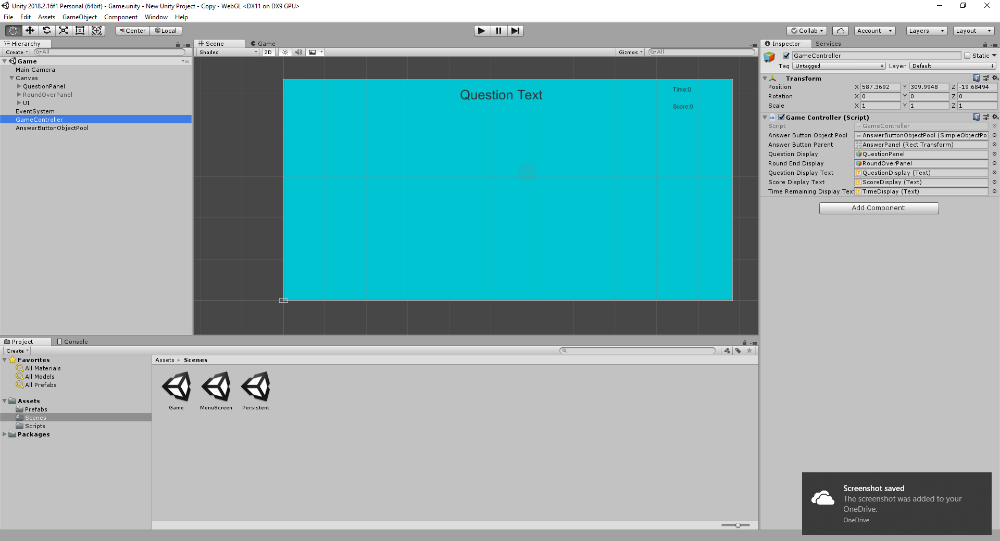 Unity 2018.2.16f1 Personal (64bit) - Game.unity - New Unity Project - Copy - WebGL <DX11 on DX9 GPU>
File Edit Assets GameObject Component Window Help
Center Local
Collab Account Layers Layout
Hierarchy
Create All
Game
Main Camera
Canvas
QuestionPanel
RoundOverPanel
UI
EventSystem
GameController
AnswerButtonObjectPool
Scene Game
Shaded 2D Gizmos All
Question Text
Time:0
Score:0
Inspector Services
GameController Static
Tag Untagged Layer Default
Transform
Position X 587.3692 Y 309.9948 Z -19.68494
Rotation X 0 Y 0 Z 0
Scale X 1 Y 1 Z 1
Game Controller (Script)
Script GameController
Answer Button Object Pool AnswerButtonObjectPool (SimpleObjectPo
Answer Button Parent AnswerPanel (Rect Transform)
Question Display QuestionPanel
Round End Display RoundOverPanel
Question Display Text QuestionDisplay (Text)
Score Display Text ScoreDisplay (Text)
Time Remaining Display Tex TimeDisplay (Text)
Add Component
Project Console
Create
Favorites
All Materials
All Models
All Prefabs
Assets
Prefabs
Scenes
Scripts
Packages
Assets Scenes
Game MenuScreen Persistent
Screenshot saved
The screenshot was added to your
OneDrive.
OneDrive